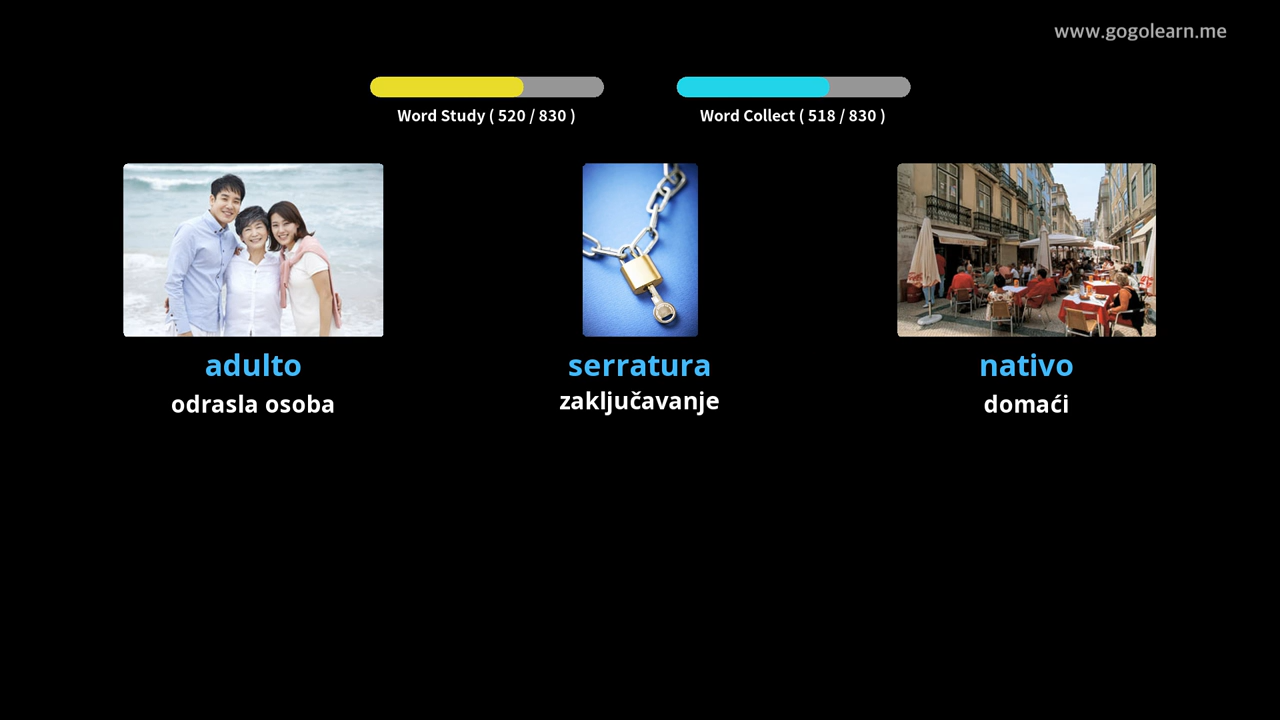 www.gogolearn.me
Word Study ( 520 / 830 )
Word Collect ( 518 / 830 )
adulto
odrasla osoba
serratura
zaključavanje
nativo
domaći